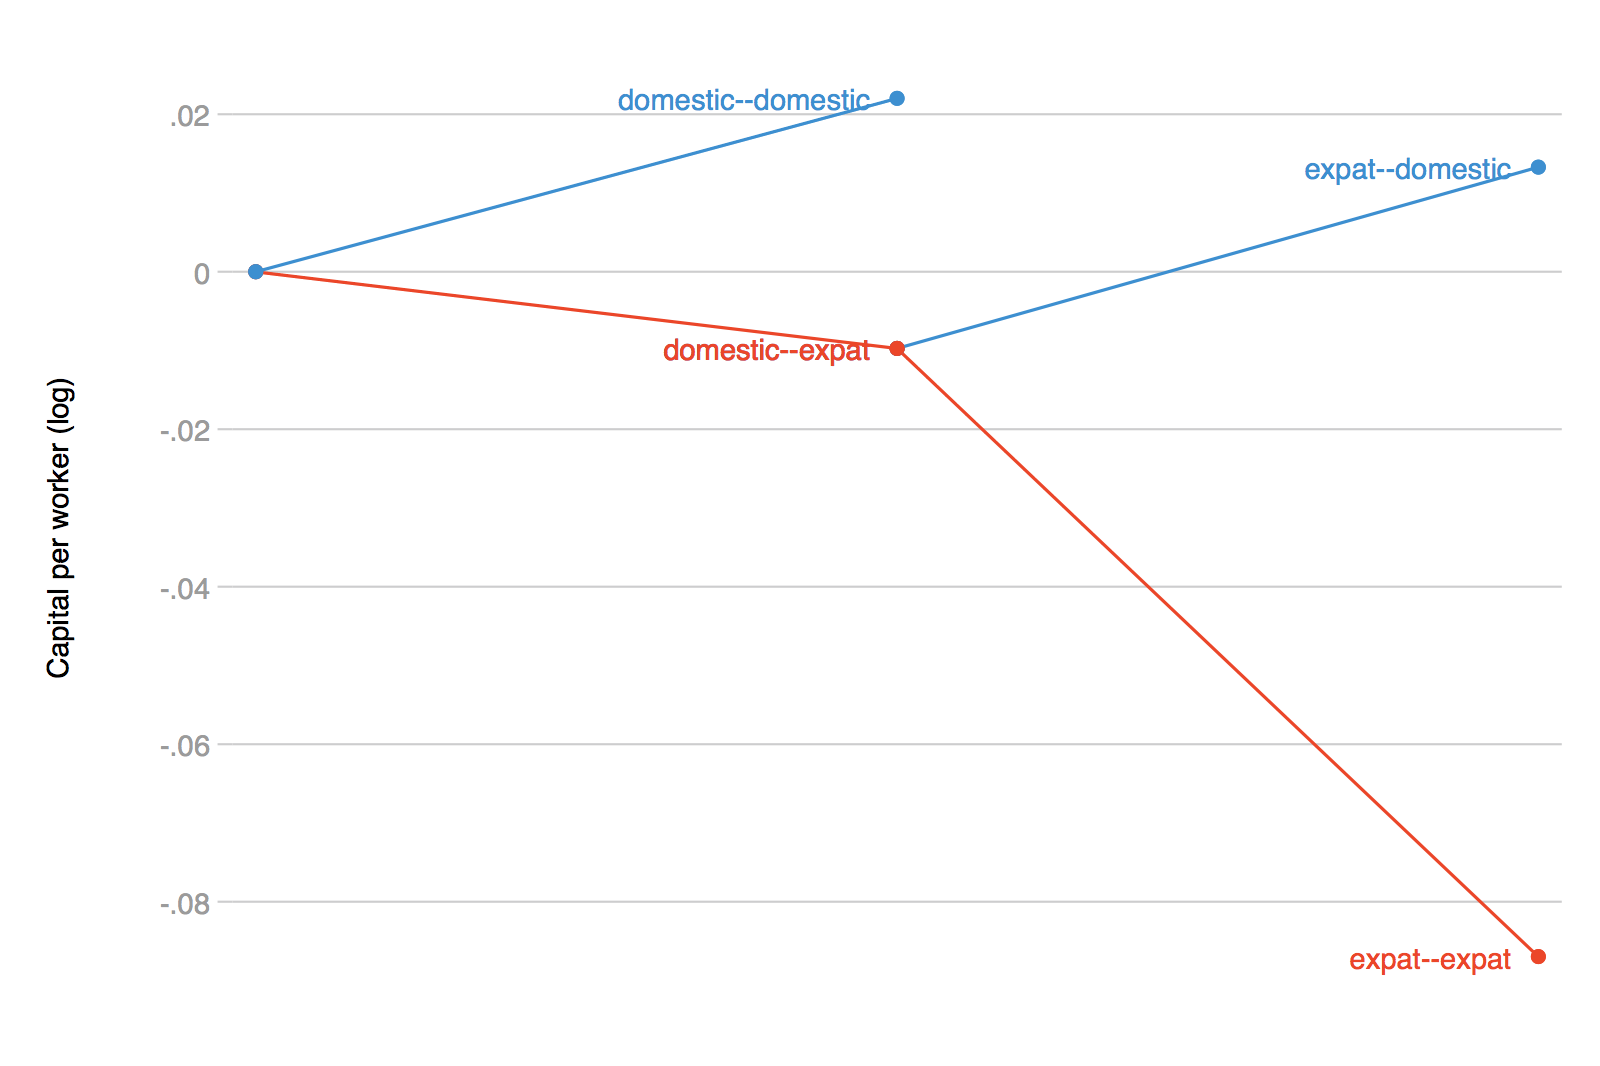 domestic--domestic
.02
expat--domestic
0
domestic--expat
-.02
Capital per worker (log)
-.04
-.06
-.08
expat--expat